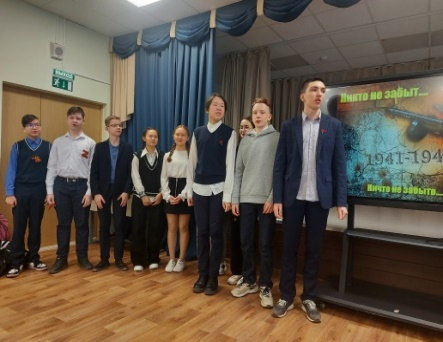 Никто не забыт...
1941-194
Ничто не забыто...